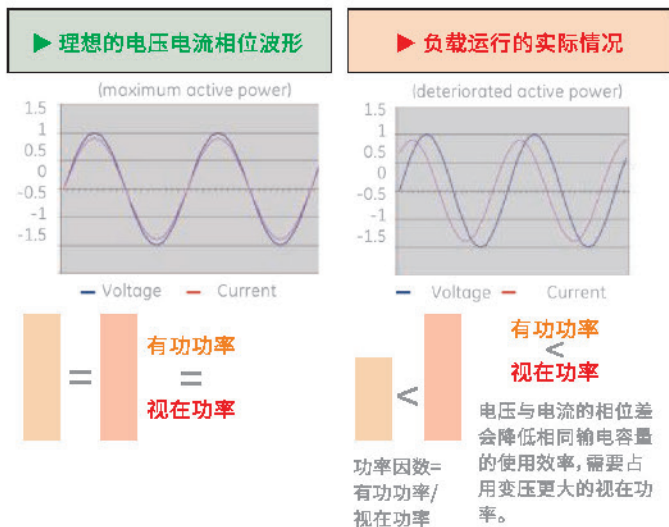 ▶ 理想的电压电流相位波形
(maximum active power)
1.5
1
0.5
0
-0.5
-1
-1.5
Voltage
Current
有功功率
=
=
视在功率
▶ 负载运行的实际情况
(deteriorated active power)
1.5
1
0.5
0
-0.5
-1
-1.5
Voltage
Current
有功功率
<
<
视在功率
功率因数=
有功功率/
视在功率
电压与电流的相位差
会降低相同输电容量
的使用效率,需要占
用变压更大的视在功
率。